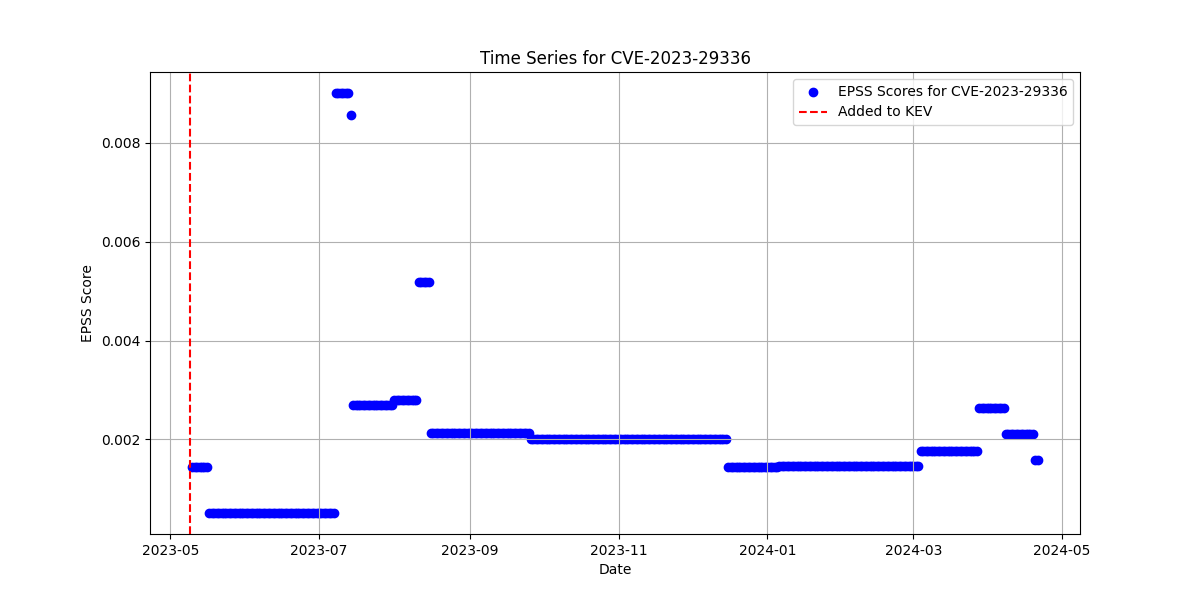 Time Series for CVE-2023-29336
EPSS Scores for CVE-2023-29336
Added to KEV
0.008
0.006
0.004
0.002
EPSS Score
2023-05
2023-07
2023-09
2023-11
2024-01
2024-03
2024-05
Date